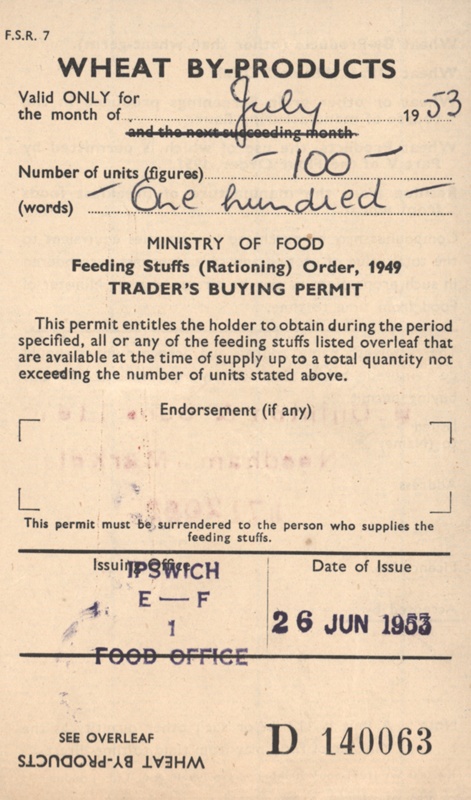 F.S.R. 7
WHEAT BY-PRODUCTS
Valid ONLY for
the month of July 1953
and the next succeeding month
Number of units (figures) – 100 –
(words) – One hundred –
MINISTRY OF FOOD
Feeding Stuffs (Rationing) Order, 1949
TRADER'S BUYING PERMIT
This permit entitles the holder to obtain during the period
specified, all or any of the feeding stuffs listed overleaf that
are available at the time of supply up to a total quantity not
exceeding the number of units stated above.
Endorsement (if any)
This permit must be surrendered to the person who supplies the
feeding stuffs.
Issuing Office
IPSWICH
E — F
1
FOOD OFFICE
Date of Issue
26 JUN 1953
SEE OVERLEAF
D 140063
WHEAT BY-PRODUCTS